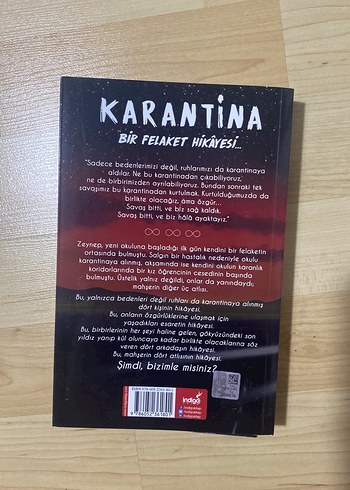 KARANTİNA
BİR FELAKET HİKÂYESİ...
"Sadece bedenlerimizi değil, ruhlarımızı da karantinaya
aldılar. Ne bu karantinadan çıkabiliyoruz,
ne de birbirimizden ayrılabiliyoruz. Bundan sonraki tek
savaşımız bu karantinadan kurtulmak. Kurtulduğumuzda da
birlikte olacağız, ama özgür...
Savaş bitti, ve biz sağ kaldık.
Savaş bitti, ve biz hâlâ ayaktayız."
Zeynep, yeni okuluna başladığı ilk gün kendini bir felaketin
ortasında bulmuştu. Salgın bir hastalık nedeniyle okulu
karantinaya alınmış, akşamında ise kendini okulun karanlık
koridorlarında bir kız öğrencinin cesedinin başında
bulmuştu. Üstelik yalnız değildi, onlar da yanındaydı;
mahşerin diğer üç atlısı.
Bu, yalnızca bedenleri değil ruhları da karantinaya alınmış
dört kişinin hikâyesi.
Bu, onların özgürlüklerine ulaşmak için
yaşadıkları esaretin hikâyesi.
Bu, birbirlerinin her şeyi haline gelen, gökyüzündeki son
yıldız yanıp kül oluncaya kadar birlikte olacaklarına söz
veren dört arkadaşın hikâyesi.
Bu, mahşerin dört atlısının hikâyesi.
Şimdi, bizimle misiniz?
indigo
9 786052 361801